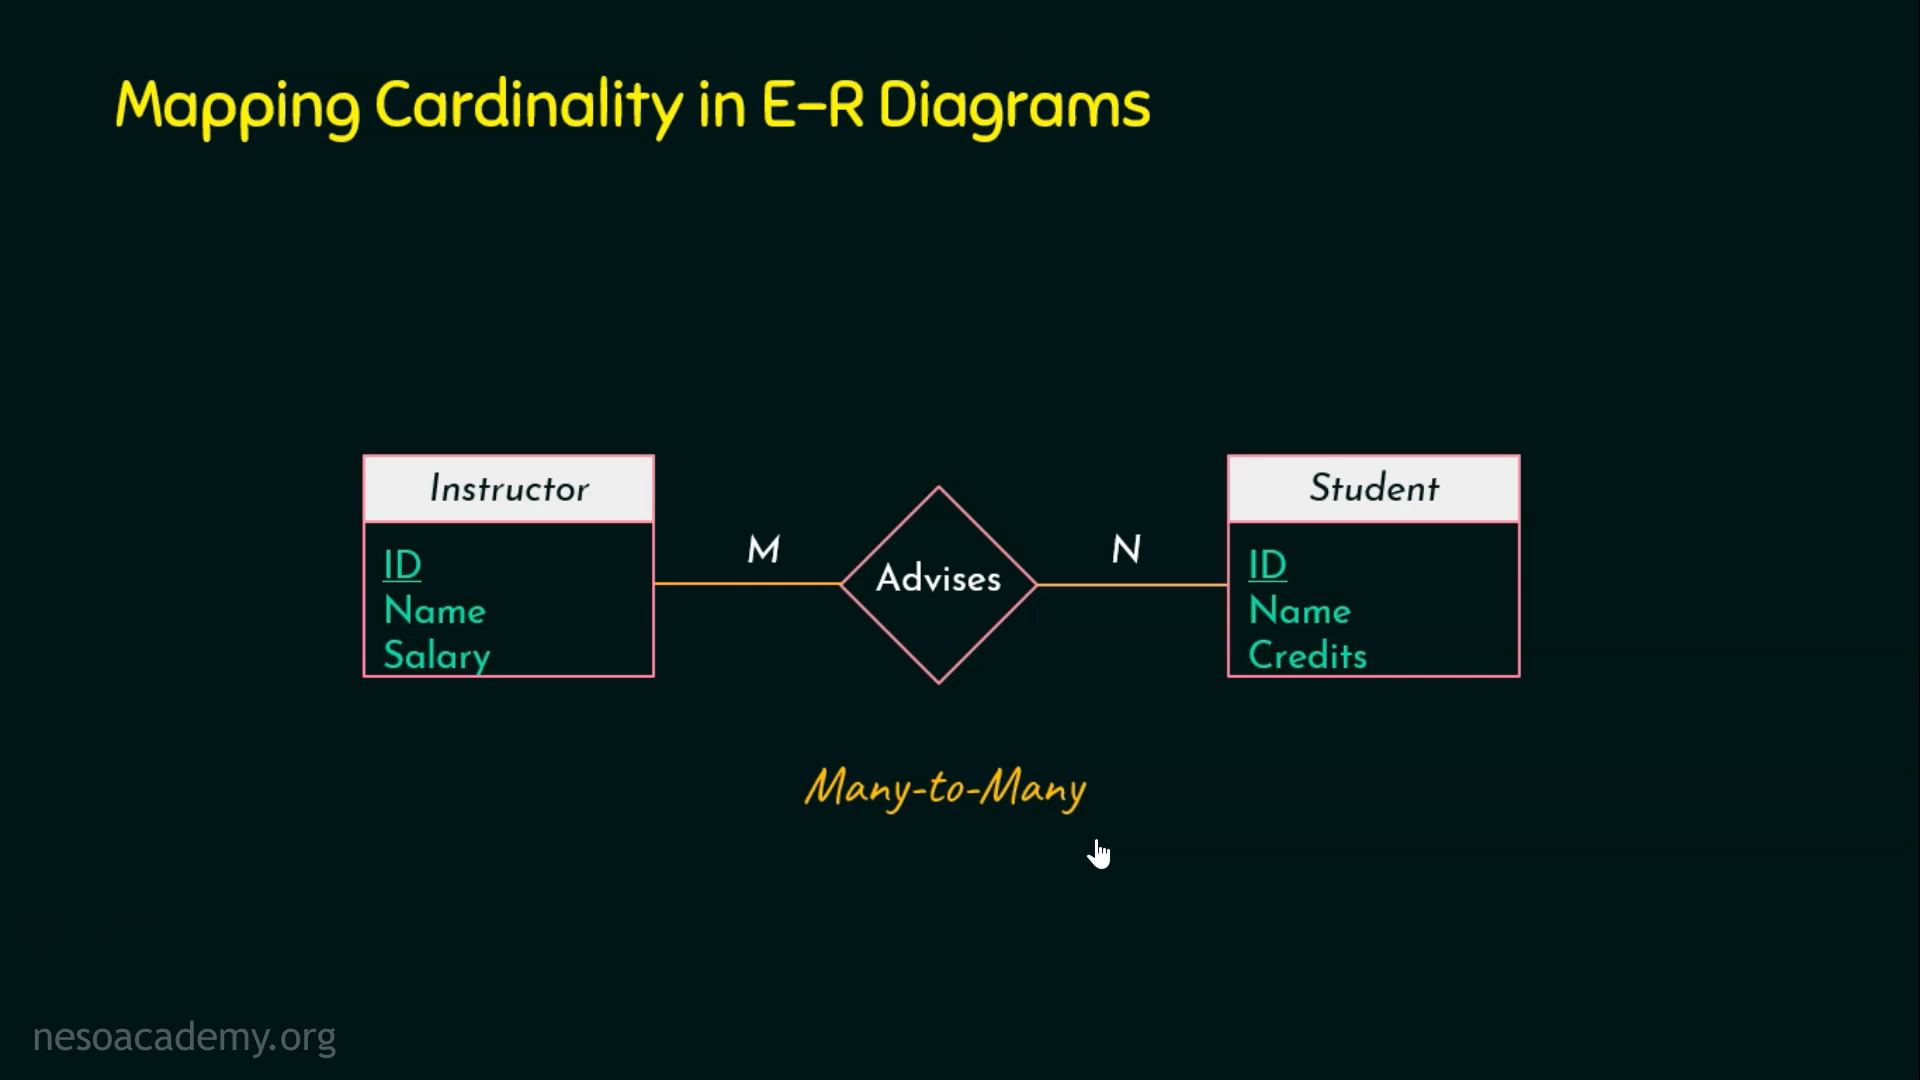 Mapping Cardinality in E-R Diagrams
Instructor
ID
Name
Salary
M
Advises
N
Student
ID
Name
Credits
Many-to-Many
nesoacademy.org